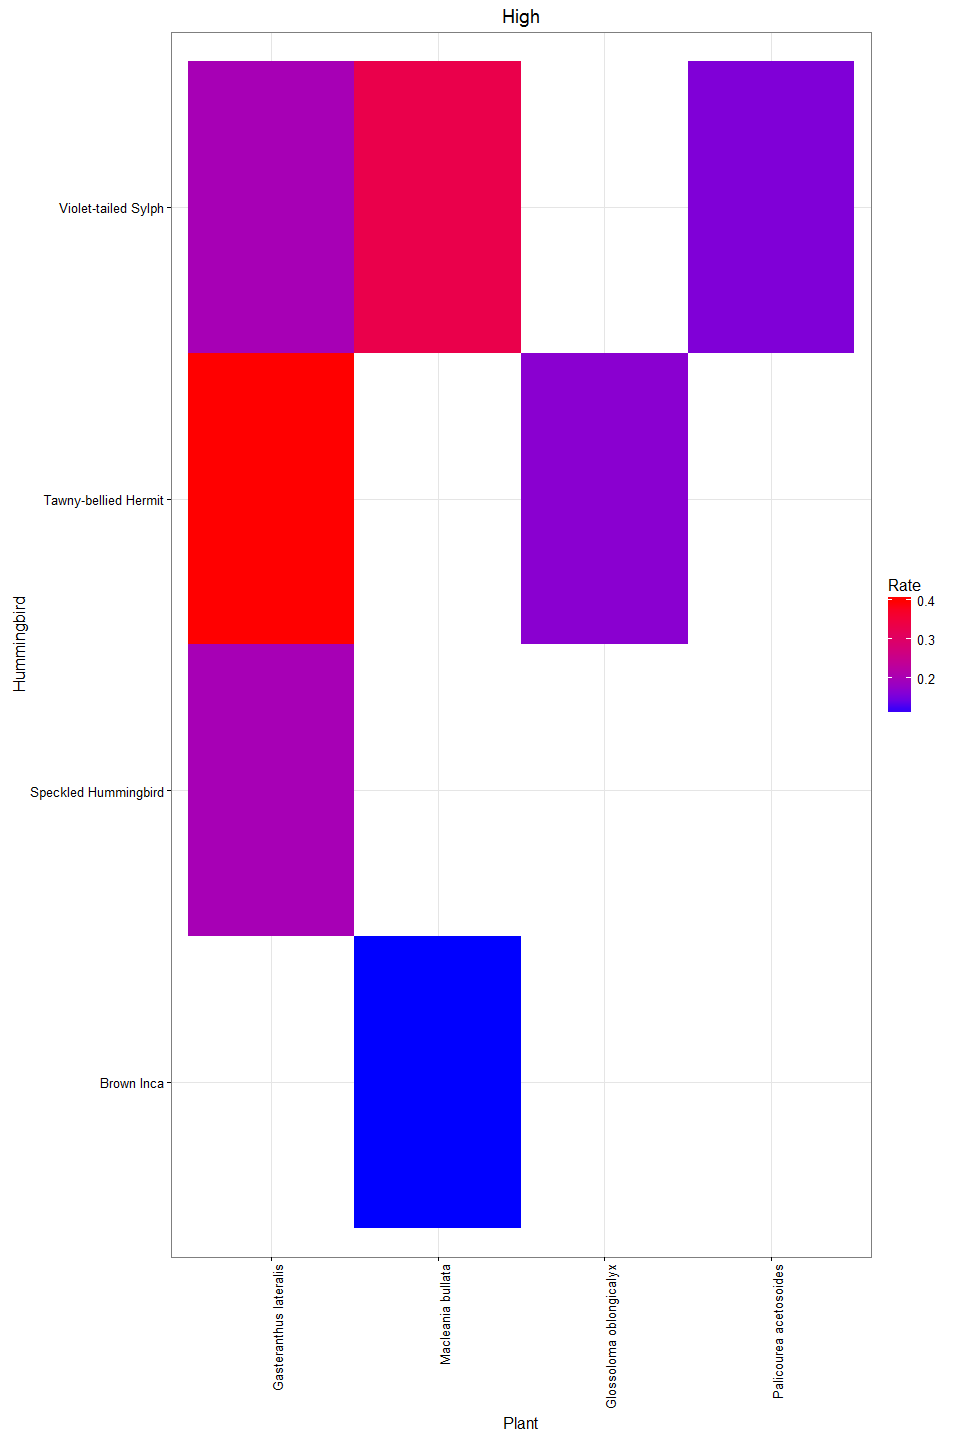 High
Violet-tailed Sylph
Tawny-bellied Hermit
Speckled Hummingbird
Brown Inca
Hummingbird
Rate
0.4
0.3
0.2
Gasteranthus lateralis
Macleania bullata
Glossoloma oblongicalyx
Palicourea acetosoides
Plant